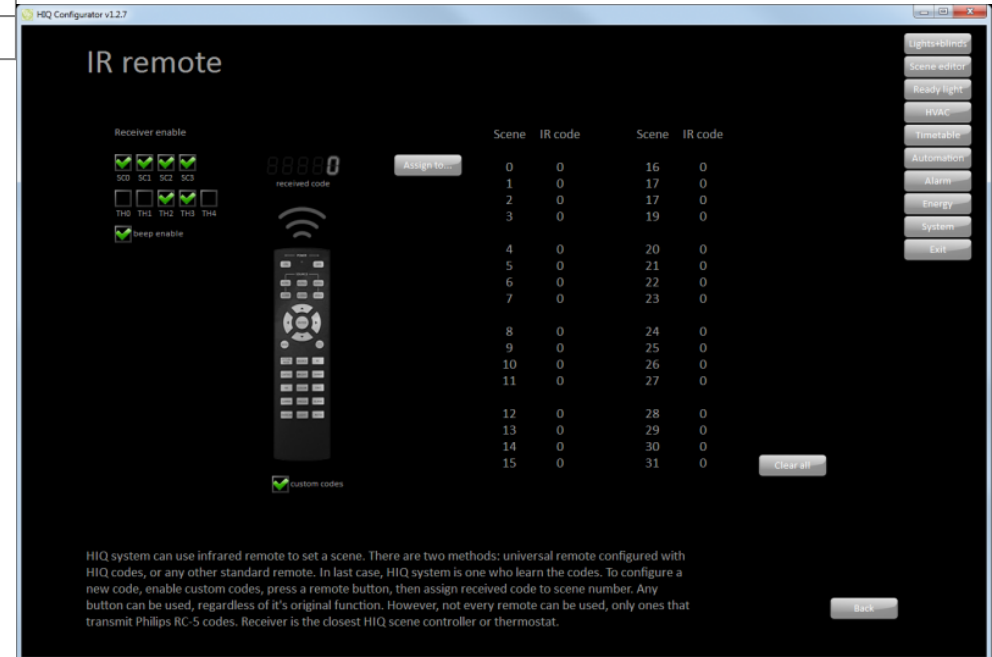 HIQ Configurator v1.2.7
IR remote
Lights+blinds
Scene editor
Ready light
HVAC
Timetable
Automation
Alarm
Energy
System
Exit
Receiver enable
SC0 SC1 SC2 SC3
TH0 TH1 TH2 TH3 TH4
beep enable
0
received code
Assign to...
Scene IR code Scene IR code
0 0 16 0
1 0 17 0
2 0 17 0
3 0 19 0
4 0 20 0
5 0 21 0
6 0 22 0
7 0 23 0
8 0 24 0
9 0 25 0
10 0 26 0
11 0 27 0
12 0 28 0
13 0 29 0
14 0 30 0
15 0 31 0
Clear all
custom codes
HIQ system can use infrared remote to set a scene. There are two methods: universal remote configured with
HIQ codes, or any other standard remote. In last case, HIQ system is one who learn the codes. To configure a
new code, enable custom codes, press a remote button, then assign received code to scene number. Any
button can be used, regardless of it's original function. However, not every remote can be used, only ones that
transmit Philips RC-5 codes. Receiver is the closest HIQ scene controller or thermostat.
Back